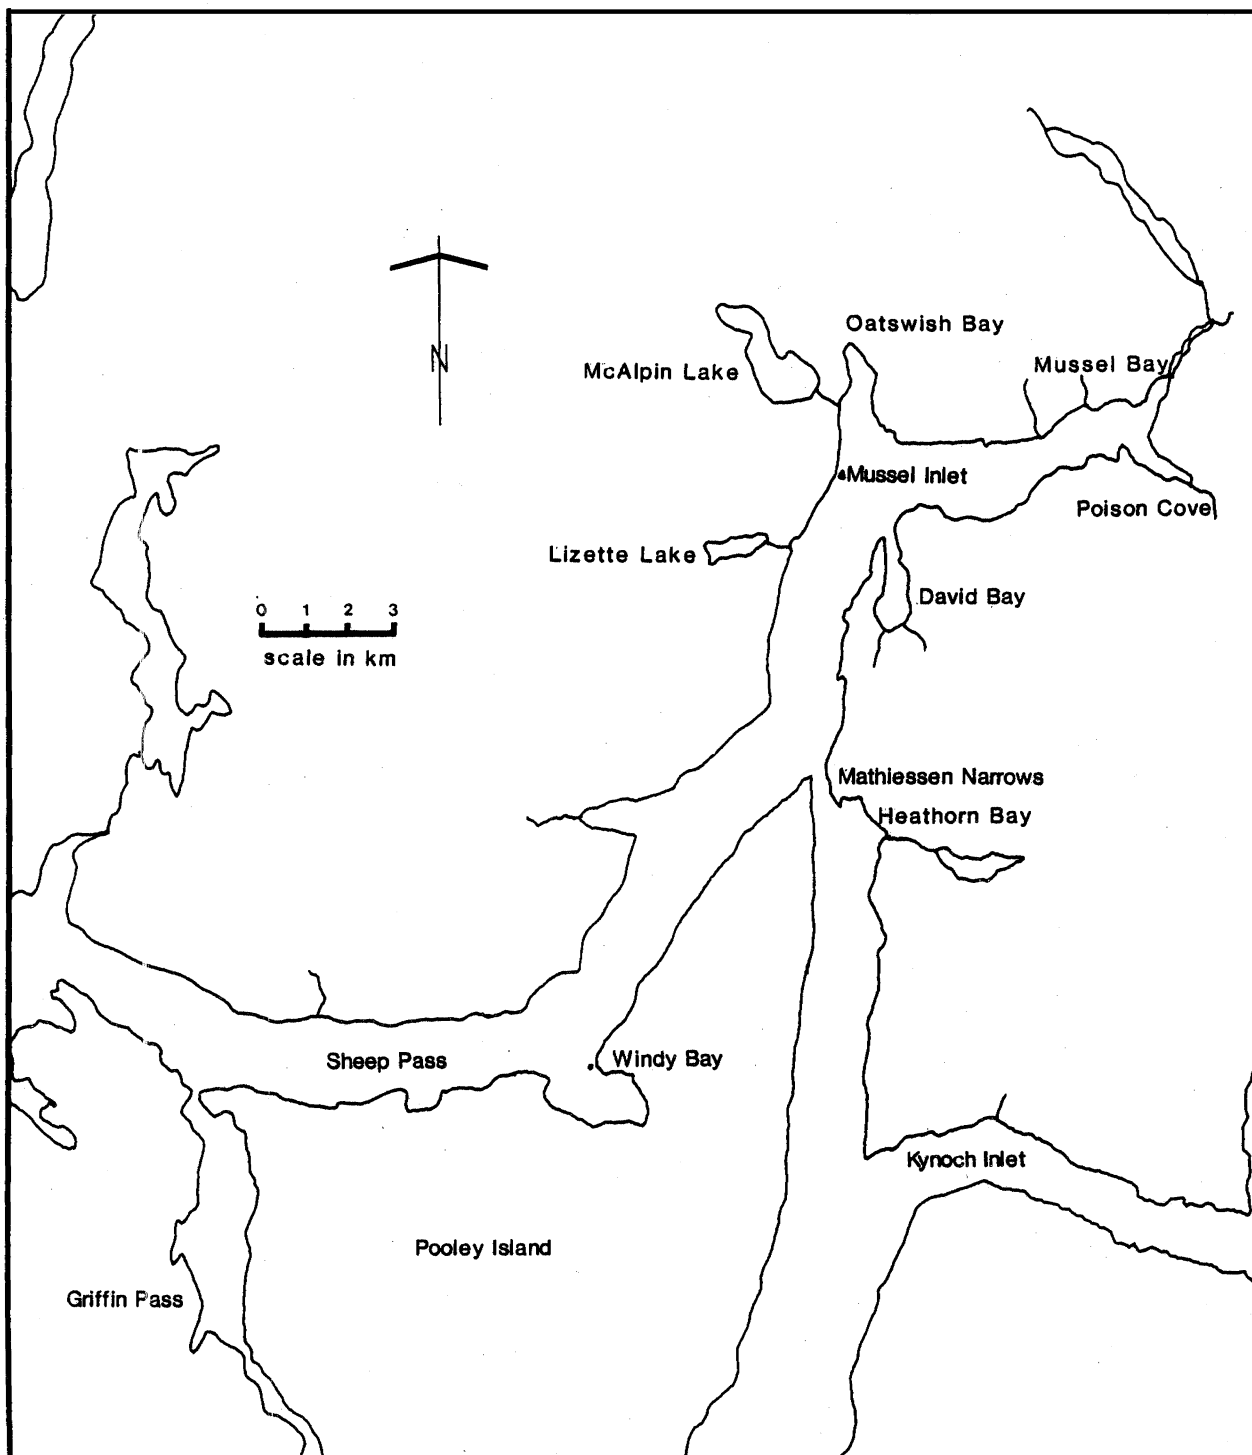 Oatswish Bay
N
McAlpin Lake
Mussel Bay
Mussel Inlet
Poison Cove
Lizette Lake
David Bay
0 1 2 3
scale in km
Mathiessen Narrows
Heathorn Bay
Sheep Pass
Windy Bay
Kynoch Inlet
Pooley Island
Griffin Pass